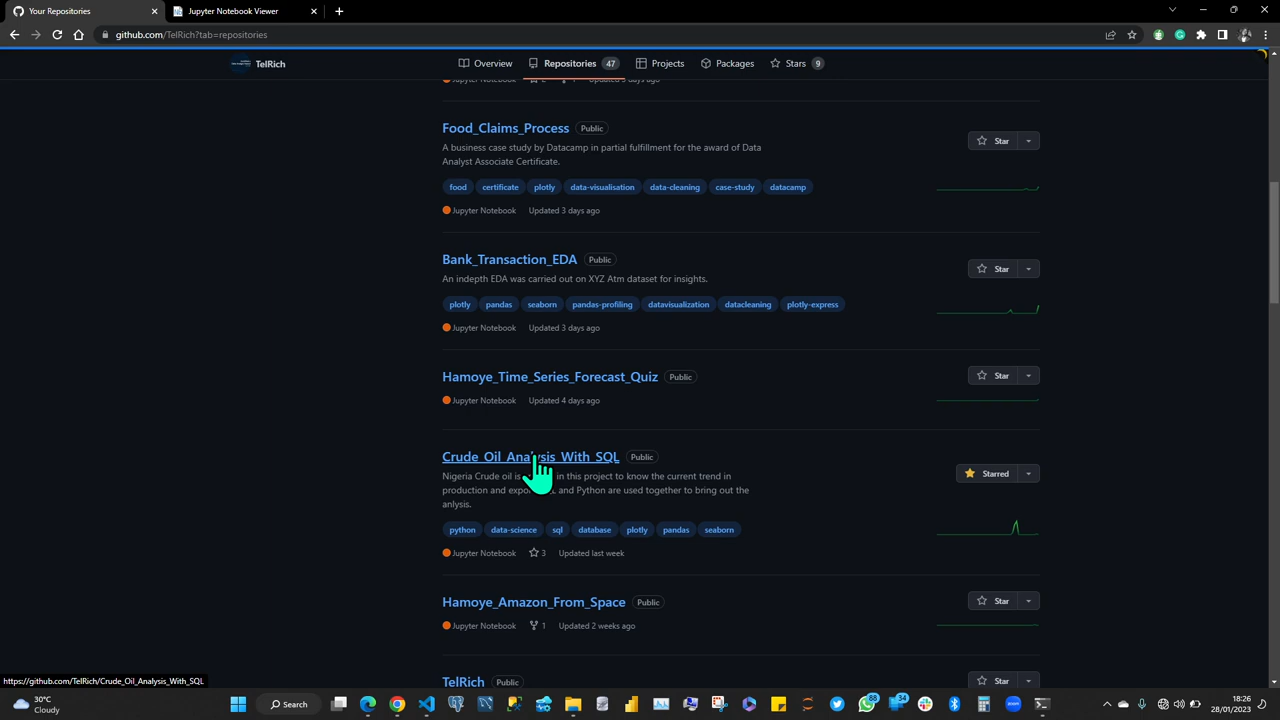 Your Repositories
Jupyter Notebook Viewer
github.com/TelRich?tab=repositories
TelRich
Overview
Repositories 47
Projects
Packages
Stars 9
Food_Claims_Process Public
Star
A business case study by Datacamp in partial fulfillment for the award of Data
Analyst Associate Certificate.
food certificate plotly data-visualisation data-cleaning case-study datacamp
Jupyter Notebook Updated 3 days ago
Bank_Transaction_EDA Public
Star
An indepth EDA was carried out on XYZ Atm dataset for insights.
plotly pandas seaborn pandas-profiling datavisualization datacleaning plotly-express
Jupyter Notebook Updated 3 days ago
Hamoye_Time_Series_Forecast_Quiz Public
Star
Jupyter Notebook Updated 4 days ago
Crude_Oil_Analysis_With_SQL Public
Starred
Nigeria Crude oil is in this project to know the current trend in
production and and Python are used together to bring out the
anlysis.
python data-science sql database plotly pandas seaborn
Jupyter Notebook 3 Updated last week
Hamoye_Amazon_From_Space Public
Star
Jupyter Notebook 1 Updated 2 weeks ago
TelRich Public
Star
https://github.com/TelRich/Crude_Oil_Analysis_With_SQL
30°C
Cloudy
Search
88
34
18:26
28/01/2023